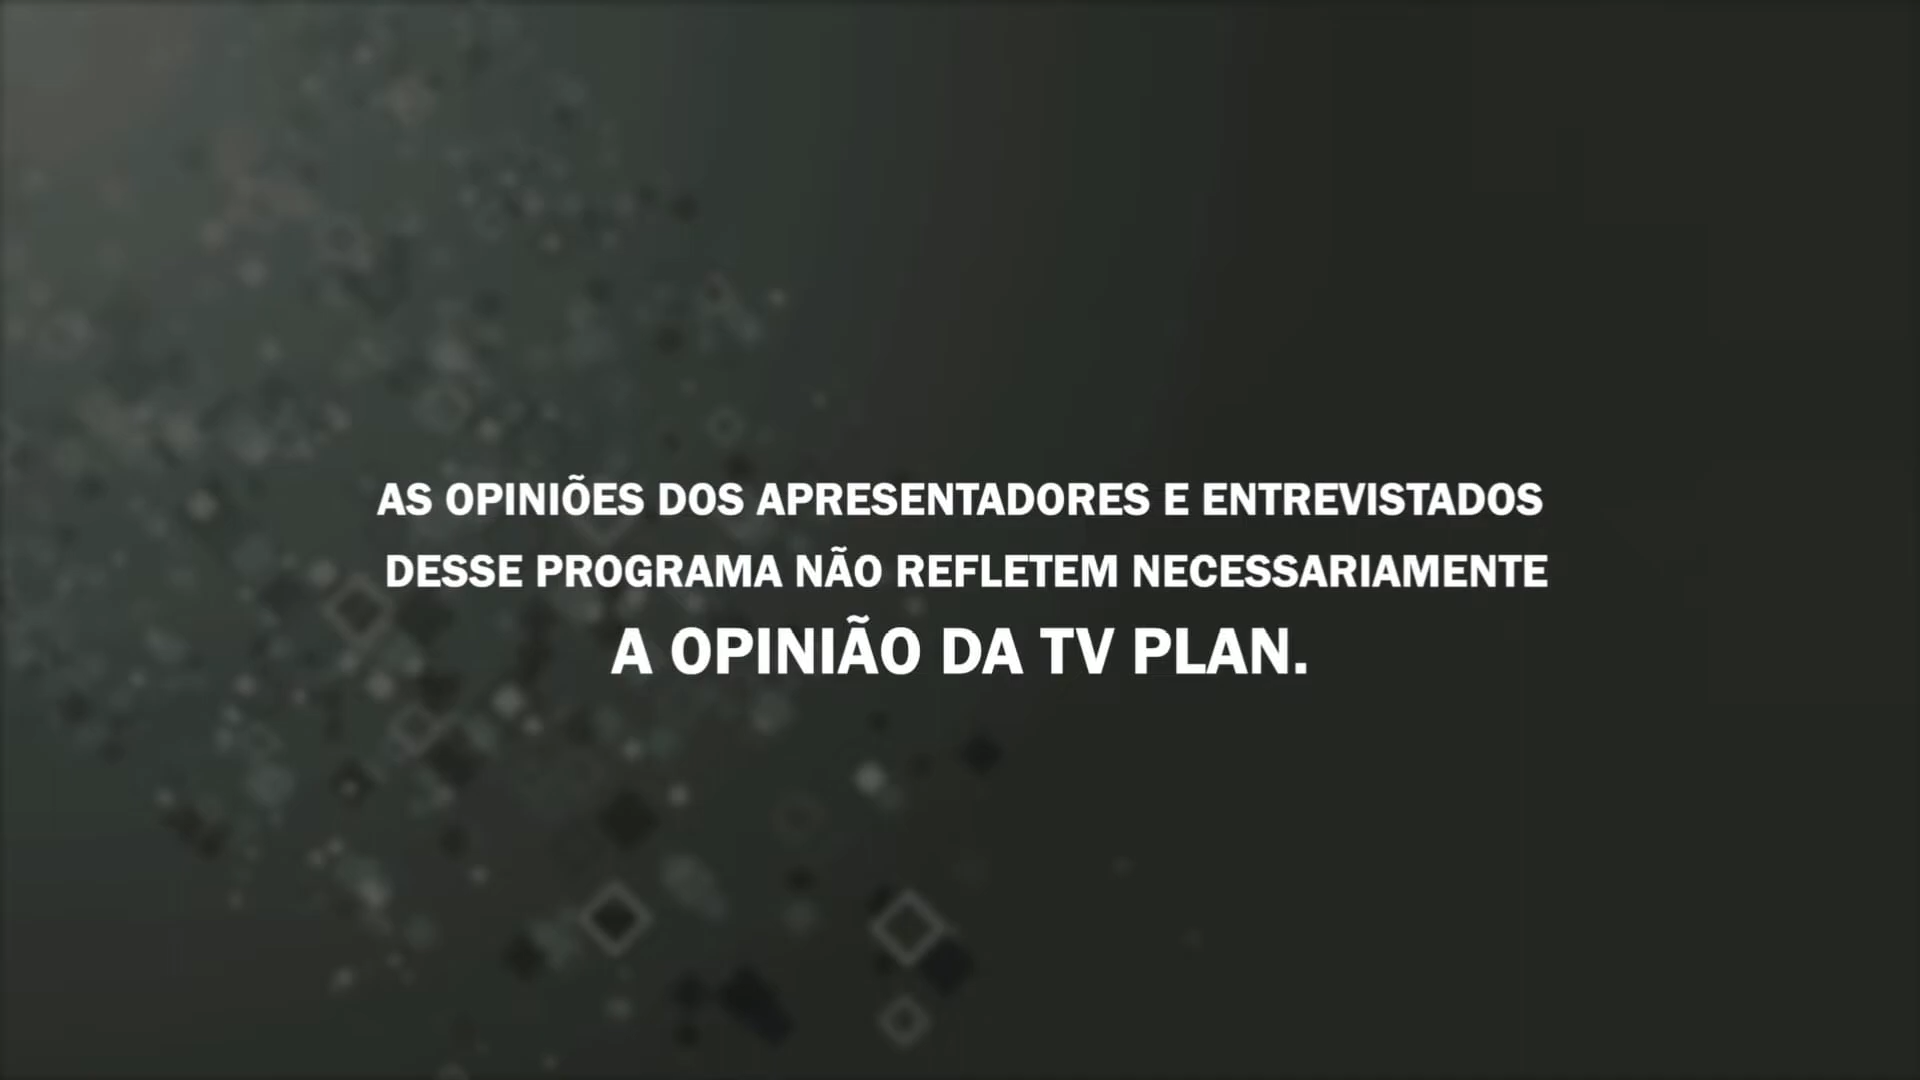 AS OPINIÕES DOS APRESENTADORES E ENTREVISTADOS
DESSE PROGRAMA NÃO REFLETEM NECESSARIAMENTE
A OPINIÃO DA TV PLAN.